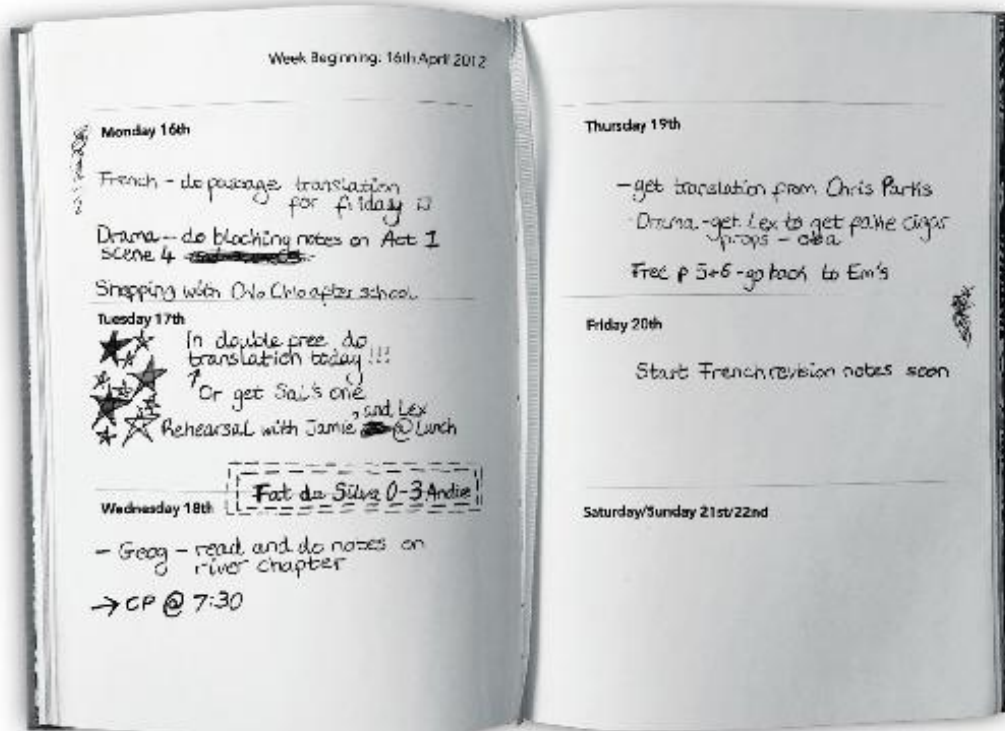 Week Beginning: 16th April 2012
Monday 16th
French - do passage translation
for friday
Drama - do blocking notes on Act 1
scene 4
Shopping with Chlo after school
Tuesday 17th
In double free do
translation today!!!
Or get Sal's one
and Lex
Rehearsal with Jamie @ Lunch
Fat da Silva 0-3 Andie
Wednesday 18th
- Geog - read and do notes on
river chapter
→ CP @ 7:30
Thursday 19th
- get translation from Chris Parks
- Drama - get Lex to get fake cigar
props -
Free p 5+6 - go back to Em's
Friday 20th
Start French revision notes soon
Saturday/Sunday 21st/22nd